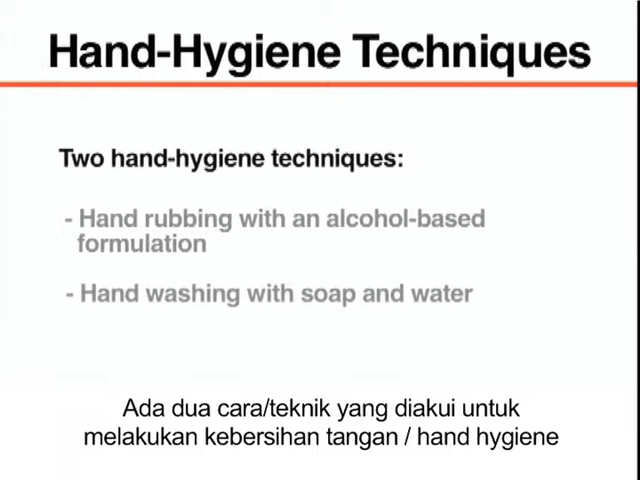 Hand-Hygiene Techniques
Two hand-hygiene techniques:
- Hand rubbing with an alcohol-based
formulation
- Hand washing with soap and water
Ada dua cara/teknik yang diakui untuk
melakukan kebersihan tangan / hand hygiene